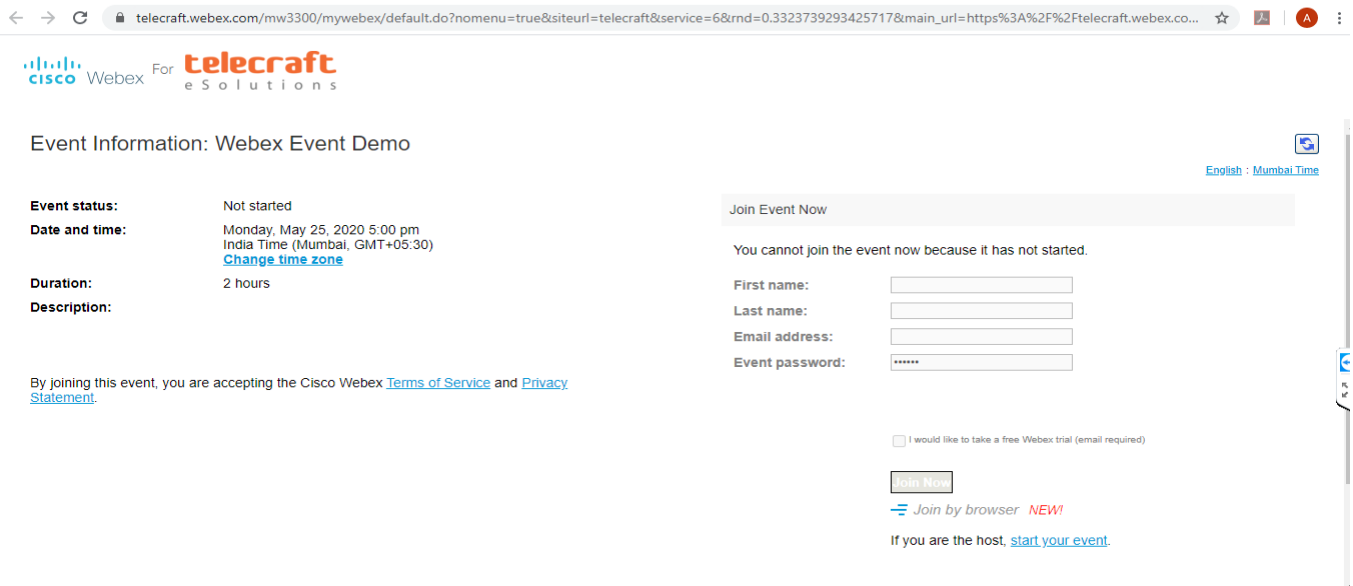 telecraft.webex.com/mw3300/mywebex/default.do?nomenu=true&siteurl=telecraft&service=6&rnd=0.3323739293425717&main_url=https%3A%2F%2Ftelecraft.webex.co...
A
cisco Webex For telecraft
eSolutions
Event Information: Webex Event Demo
English : Mumbai Time
Event status: Not started
Date and time: Monday, May 25, 2020 5:00 pm
India Time (Mumbai, GMT+05:30)
Change time zone
Duration: 2 hours
Description:
By joining this event, you are accepting the Cisco Webex Terms of Service and Privacy
Statement.
Join Event Now
You cannot join the event now because it has not started.
First name:
Last name:
Email address:
Event password: ••••••
I would like to take a free Webex trial (email required)
Join Now
Join by browser NEW!
If you are the host, start your event.